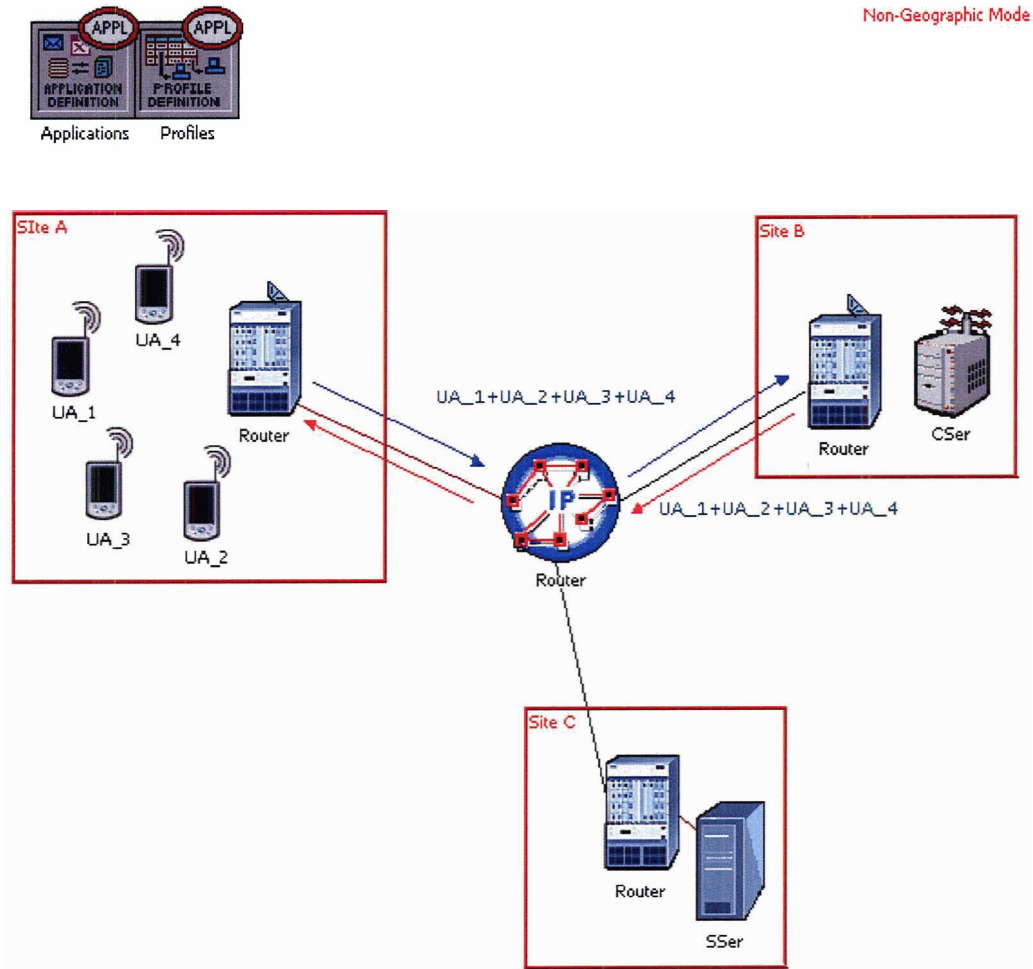 Non-Geographic Mode
APPL
APPL
APPLICATION
DEFINITION
PROFILE
DEFINITION
Applications
Profiles
SIte A
UA_4
UA_1
Router
UA_3
UA_2
UA_1+UA_2+UA_3+UA_4
IP
Router
UA_1+UA_2+UA_3+UA_4
Site B
Router
CSer
Site C
Router
SSer